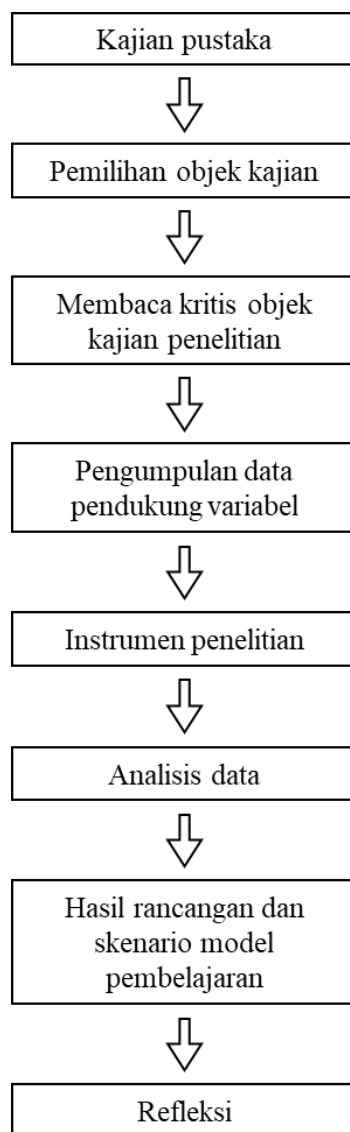 Kajian pustaka
Pemilihan objek kajian
Membaca kritis objek
kajian penelitian
Pengumpulan data
pendukung variabel
Instrumen penelitian
Analisis data
Hasil rancangan dan
skenario model
pembelajaran
Refleksi